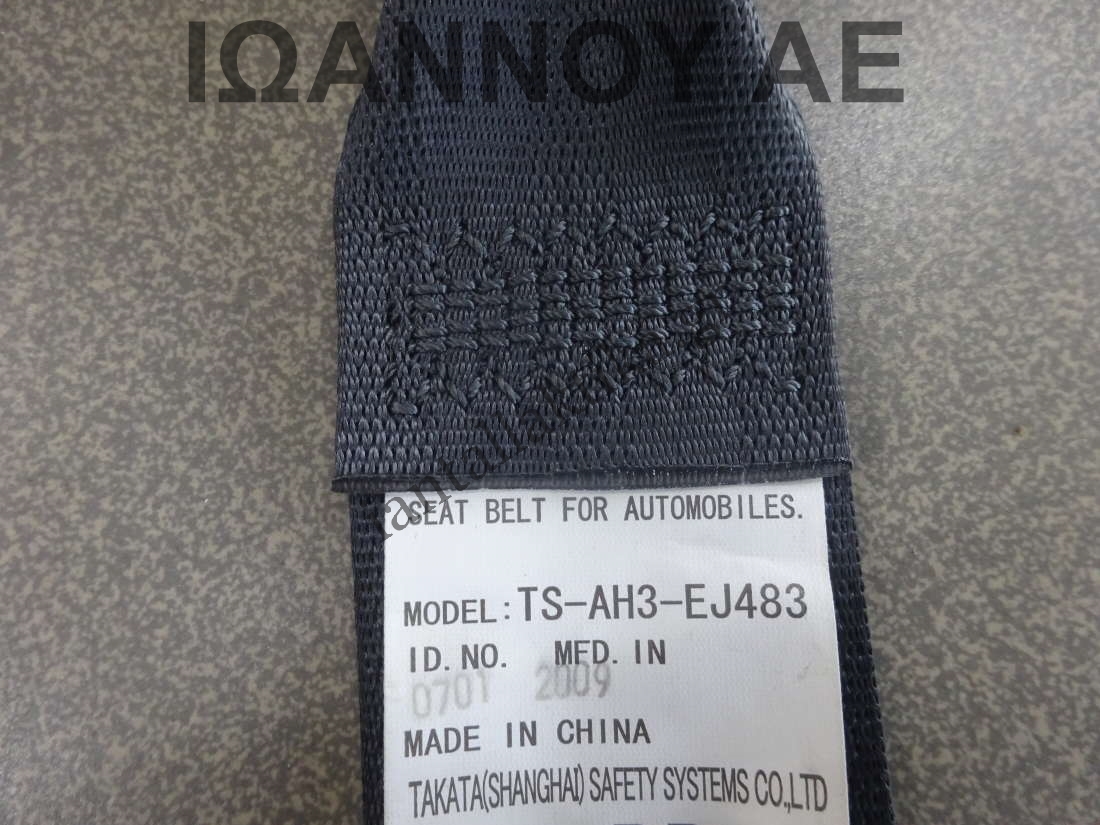 ΙΩΑΝΝΟΥ ΑΕ
SEAT BELT FOR AUTOMOBILES.
MODEL: TS-AH3-EJ483
ID. NO. MFD. IN
0701 2009
MADE IN CHINA
TAKATA(SHANGHAI) SAFETY SYSTEMS CO.,LTD